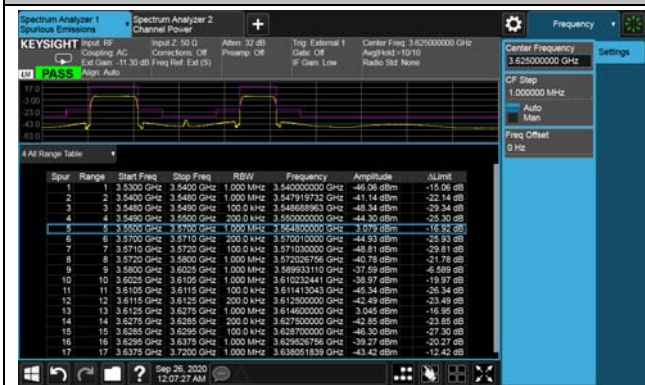 Spectrum Analyzer 1
Spurious Emissions
Spectrum Analyzer 2
Channel Power
+
Frequency
KEYSIGHT Input: RF Input Z: 50 Ω Atten: 32 dB Trig: External 1 Center Freq: 3.625000000 GHz
Coupling: AC Corrections: Off Preamp: Off Gate: Off Avg|Hold:>10/10
Ext Gain: -11.30 dB Freq Ref: Ext (S) IF Gain: Low Radio Std: None
LXI PASS Align: Auto
Center Frequency
3.625000000 GHz
Settings
CF Step
1.000000 MHz
Auto
Man
Freq Offset
0 Hz
17.0
-3.00
-23.0
-43.0
-63.0
4 All Range Table
Spur Range Start Freq Stop Freq RBW Frequency Amplitude ΔLimit
1 1 3.5300 GHz 3.5400 GHz 1.000 MHz 3.540000000 GHz -46.06 dBm -15.06 dB
2 2 3.5400 GHz 3.5480 GHz 1.000 MHz 3.547919732 GHz -41.14 dBm -22.14 dB
3 3 3.5480 GHz 3.5490 GHz 100.0 kHz 3.548688963 GHz -48.34 dBm -29.34 dB
4 4 3.5490 GHz 3.5500 GHz 200.0 kHz 3.550000000 GHz -44.30 dBm -25.30 dB
5 5 3.5500 GHz 3.5700 GHz 1.000 MHz 3.564800000 GHz 3.079 dBm -16.92 dB
6 6 3.5700 GHz 3.5710 GHz 200.0 kHz 3.570010000 GHz -44.93 dBm -25.93 dB
7 7 3.5710 GHz 3.5720 GHz 100.0 kHz 3.571030000 GHz -48.81 dBm -29.81 dB
8 8 3.5720 GHz 3.5800 GHz 1.000 MHz 3.572026756 GHz -40.78 dBm -21.78 dB
9 9 3.5800 GHz 3.6025 GHz 1.000 MHz 3.589933110 GHz -37.59 dBm -6.589 dB
10 10 3.6025 GHz 3.6105 GHz 1.000 MHz 3.610232441 GHz -38.97 dBm -19.97 dB
11 11 3.6105 GHz 3.6115 GHz 100.0 kHz 3.611413043 GHz -45.34 dBm -26.34 dB
12 12 3.6115 GHz 3.6125 GHz 200.0 kHz 3.612500000 GHz -42.49 dBm -23.49 dB
13 13 3.6125 GHz 3.6275 GHz 1.000 MHz 3.614600000 GHz 3.045 dBm -16.95 dB
14 14 3.6275 GHz 3.6285 GHz 200.0 kHz 3.627500000 GHz -42.85 dBm -23.85 dB
15 15 3.6285 GHz 3.6295 GHz 100.0 kHz 3.628700000 GHz -46.30 dBm -27.30 dB
16 16 3.6295 GHz 3.6375 GHz 1.000 MHz 3.629526756 GHz -39.27 dBm -20.27 dB
17 17 3.6375 GHz 3.7200 GHz 1.000 MHz 3.638051839 GHz -43.42 dBm -12.42 dB
? Sep 26, 2020
12:07:27 AM